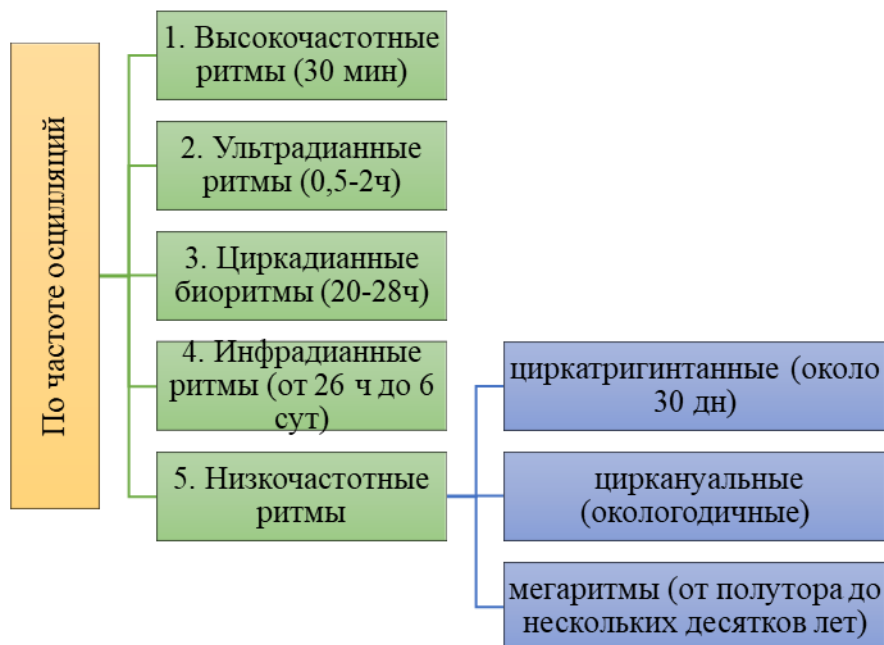 По частоте осцилляций
1. Высокочастотные
ритмы (30 мин)
2. Ультрадианные
ритмы (0,5-2ч)
3. Циркадианные
биоритмы (20-28ч)
4. Инфрадианные
ритмы (от 26 ч до 6
сут)
5. Низкочастотные
ритмы
циркатригинтанные (около
30 дн)
циркануальные
(окологодичные)
мегаритмы (от полутора до
нескольких десятков лет)